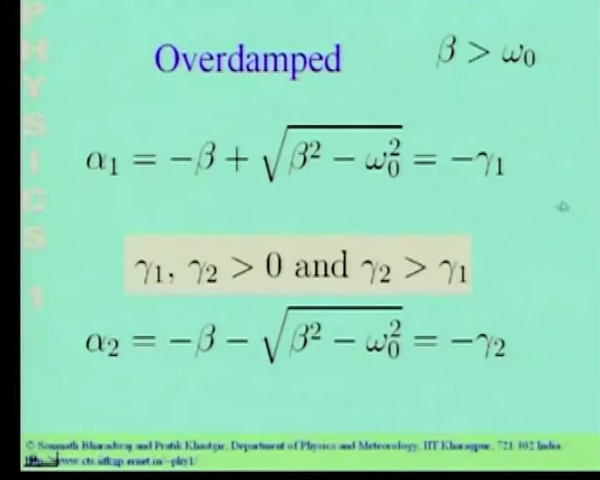 PHYSICS 1
Overdamped β > ω₀
α₁ = −β + √(β² − ω₀²) = −γ₁
γ₁, γ₂ > 0 and γ₂ > γ₁
α₂ = −β − √(β² − ω₀²) = −γ₂
© Somnath Bharadwaj and Pratik Khastgir, Department of Physics and Meteorology, IIT Kharagpur, 721 302 India